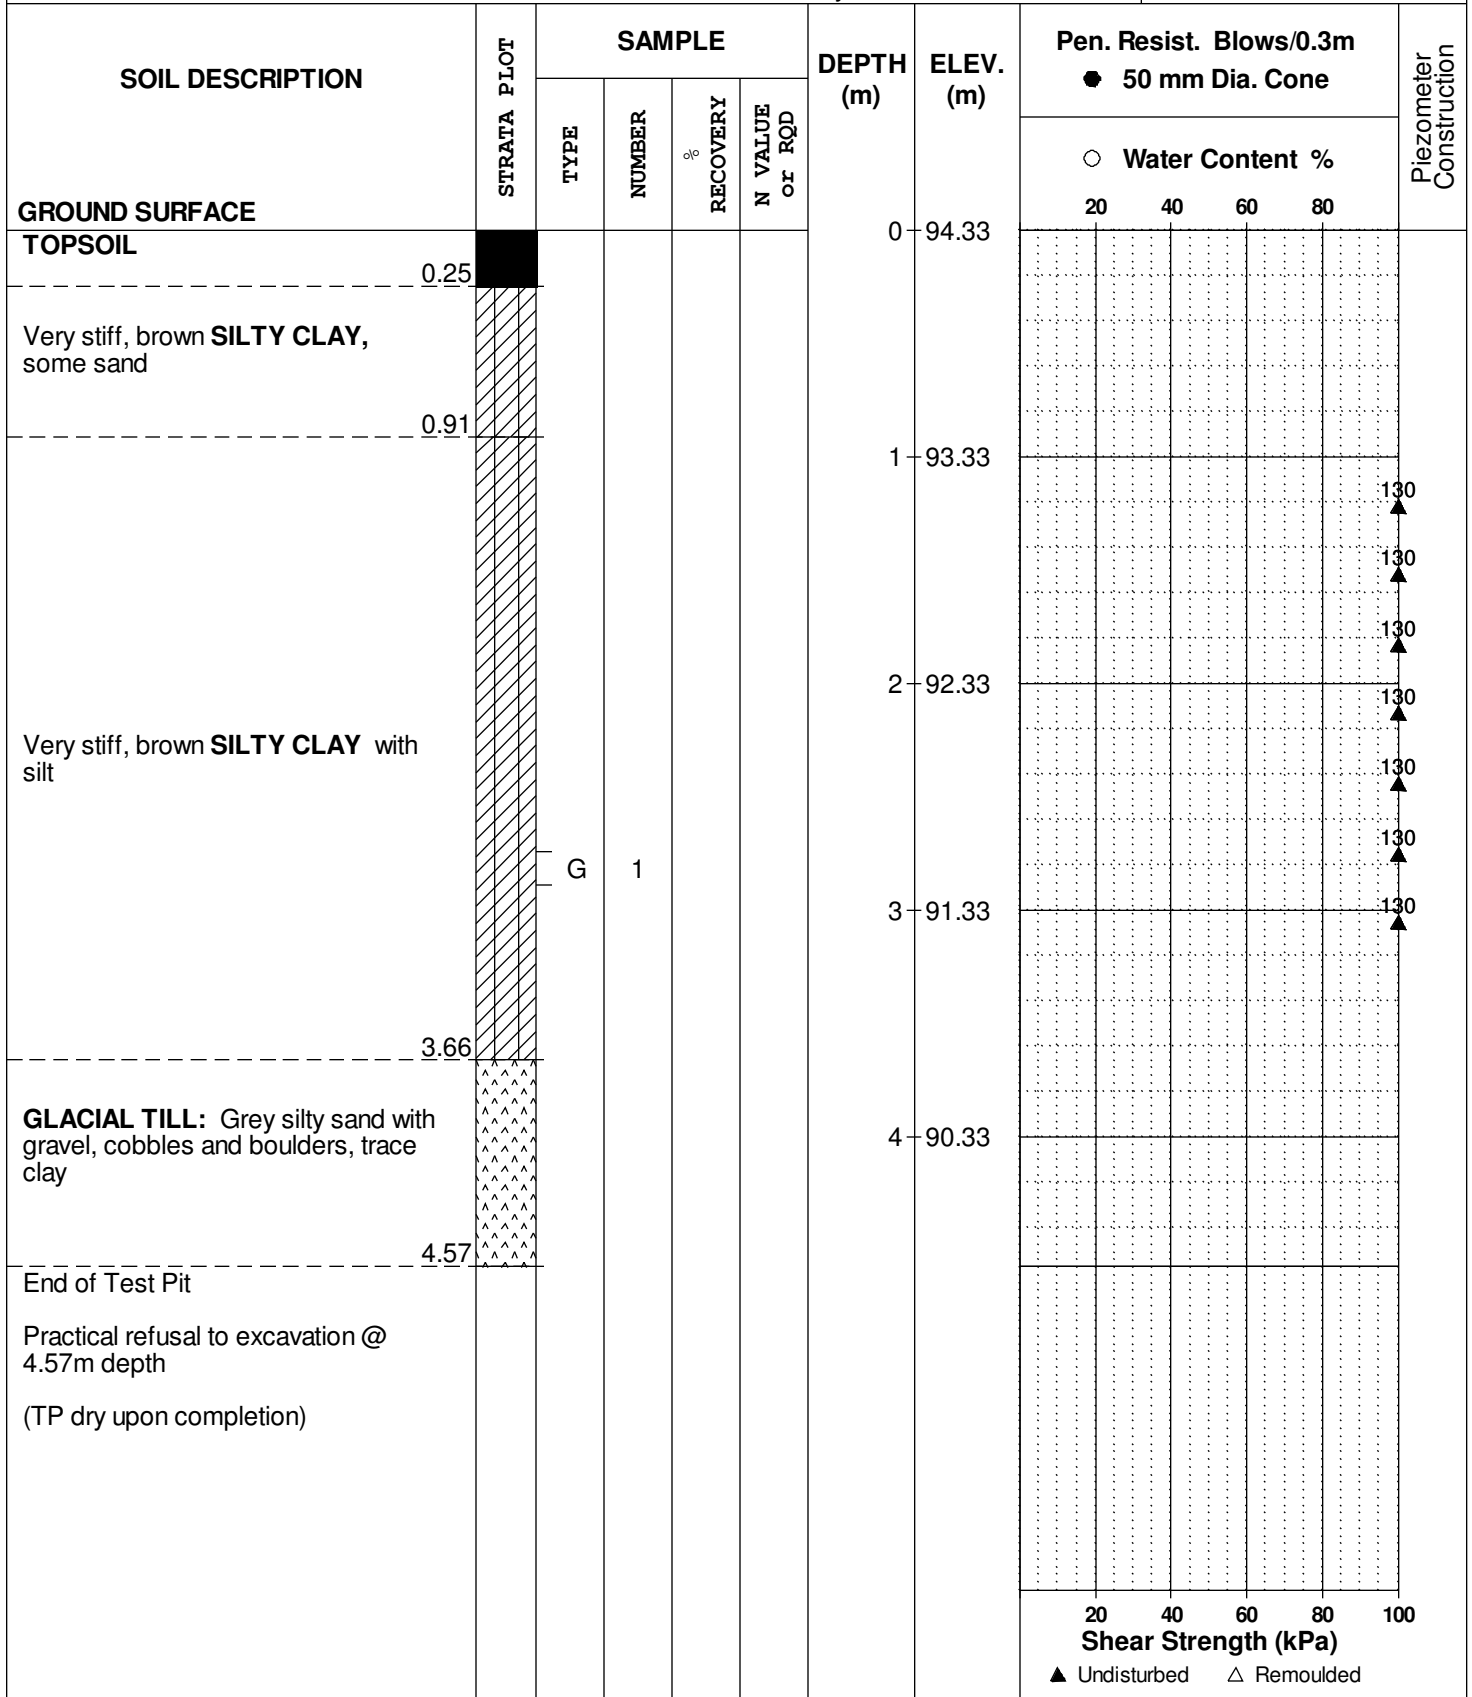 SOIL DESCRIPTION
GROUND SURFACE
STRATA PLOT
SAMPLE
TYPE
NUMBER
%
RECOVERY
N VALUE
or RQD
DEPTH
(m)
ELEV.
(m)
Pen. Resist. Blows/0.3m
● 50 mm Dia. Cone
○ Water Content %
20 40 60 80
Piezometer
Construction
TOPSOIL
0.25
Very stiff, brown SILTY CLAY,
some sand
0.91
Very stiff, brown SILTY CLAY with
silt
3.66
GLACIAL TILL: Grey silty sand with
gravel, cobbles and boulders, trace
clay
4.57
End of Test Pit
Practical refusal to excavation @
4.57m depth
(TP dry upon completion)
G 1
0 94.33
1 93.33
2 92.33
3 91.33
4 90.33
130
130
130
130
130
130
130
20 40 60 80 100
Shear Strength (kPa)
▲ Undisturbed △ Remoulded